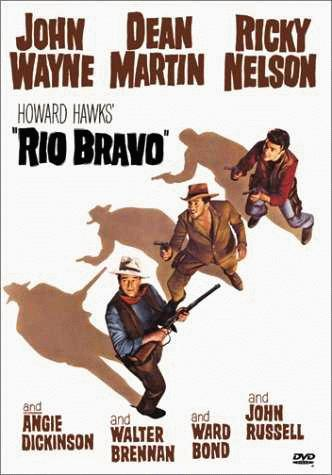 JOHN WAYNE
DEAN MARTIN
RICKY NELSON
HOWARD HAWKS'
"RIO BRAVO"
and
ANGIE
DICKINSON
and
WALTER
BRENNAN
and
WARD
BOND
and
JOHN
RUSSELL
DVD